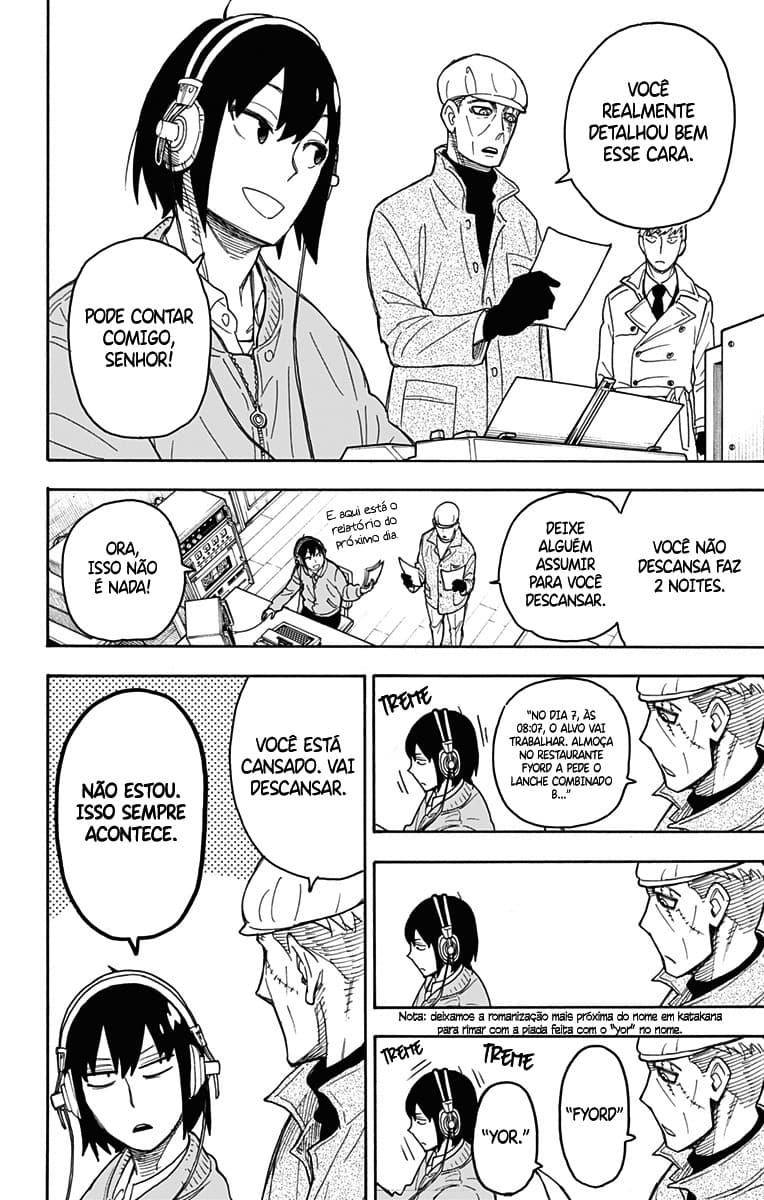 VOCÊ
REALMENTE
DETALHOU BEM
ESSE CARA.
PODE CONTAR
COMIGO,
SENHOR!
VOCÊ NÃO
DESCANSA FAZ
2 NOITES.
DEIXE
ALGUÉM
ASSUMIR
PARA VOCÊ
DESCANSAR.
E, aqui está o
relatório do
próximo dia.
ORA,
ISSO NÃO
É NADA!
"NO DIA 7, ÀS
08:07, O ALVO VAI
TRABALHAR. ALMOÇA
NO RESTAURANTE
FYORD A PEDE O
LANCHE COMBINADO
B..."
TREME
Nota: deixamos a romanização mais próxima do nome em katakana
para rimar com a piada feita com o "yor" no nome.
"FYORD"
"YOR."
TREME
TREME
VOCÊ ESTÁ
CANSADO. VAI
DESCANSAR.
NÃO ESTOU.
ISSO SEMPRE
ACONTECE.